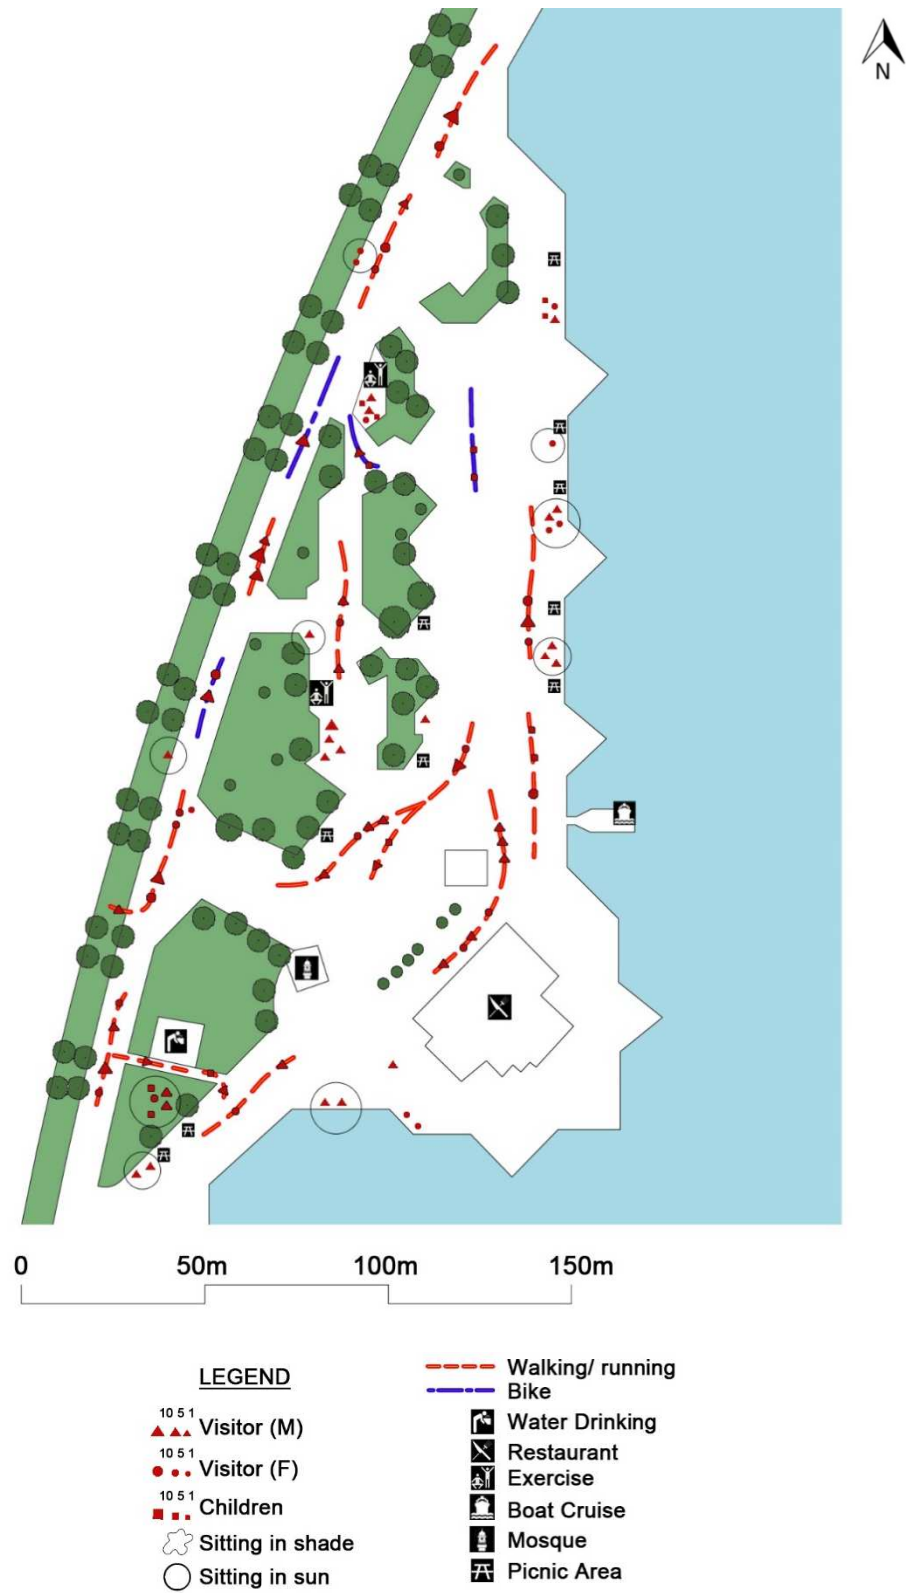 N
0 50m 100m 150m
LEGEND
10 5 1
Visitor (M)
10 5 1
Visitor (F)
10 5 1
Children
Sitting in shade
Sitting in sun
Walking/ running
Bike
Water Drinking
Restaurant
Exercise
Boat Cruise
Mosque
Picnic Area